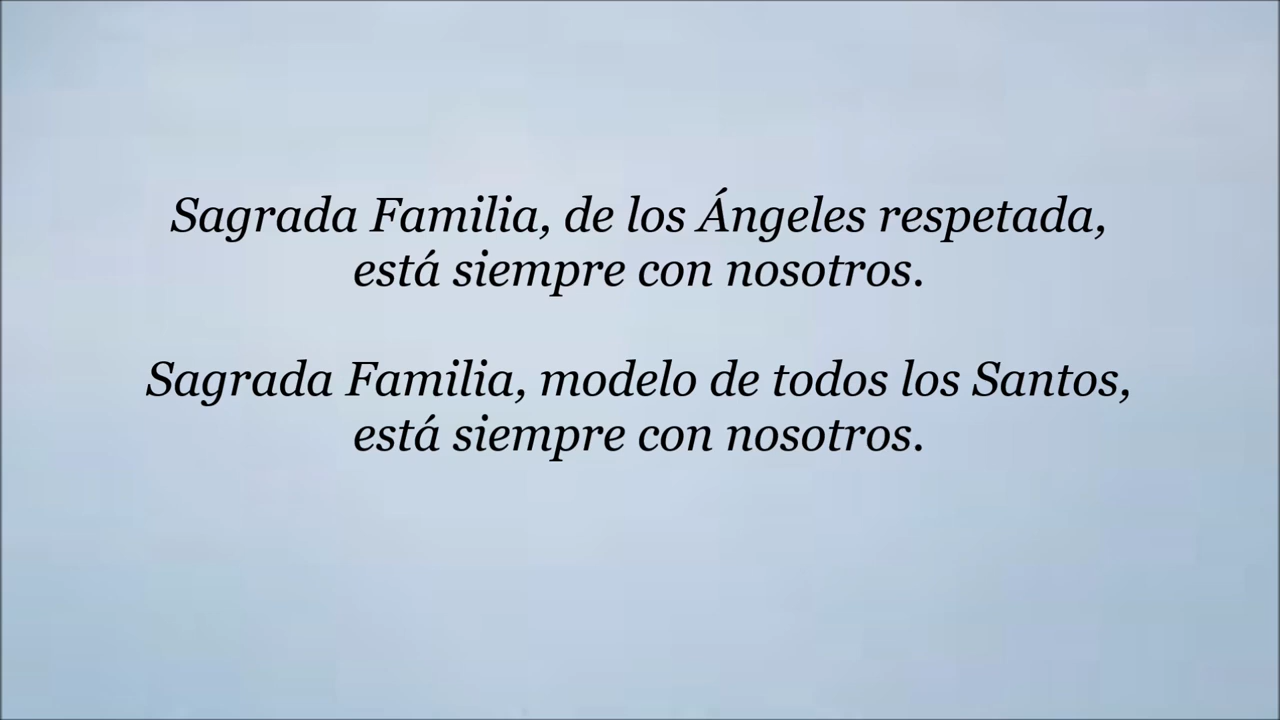 Sagrada Familia, de los Ángeles respetada,
está siempre con nosotros.
Sagrada Familia, modelo de todos los Santos,
está siempre con nosotros.